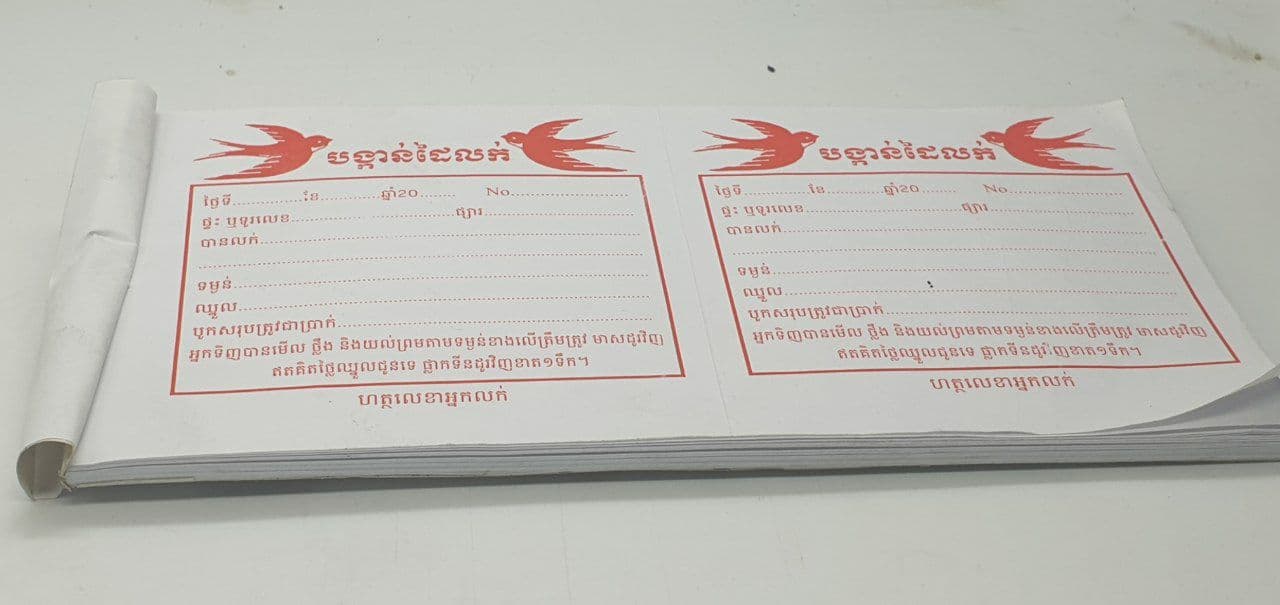 បង្កាន់ដៃលក់
ថ្ងៃទី...............ខែ.............ឆ្នាំ20........ No........................
ផ្ទះ ឬទូរលេខ.................................ផ្សារ................................
បានលក់..............................................................................
.............................................................................................
ទម្ងន់....................................................................................
ឈ្នួល...................................................................................
បូកសរុបត្រូវជាប្រាក់..............................................................
អ្នកទិញបានមើល ថ្លឹង និងយល់ព្រមតាមទម្ងន់ខាងលើត្រឹមត្រូវ មាសដូរវិញ
ឥតគិតថ្លៃឈ្នួលជូនទេ ផ្លាកទីនដូរវិញខាត១ទឹក។
ហត្ថលេខាអ្នកលក់
បង្កាន់ដៃលក់
ថ្ងៃទី...............ខែ.............ឆ្នាំ20........ No........................
ផ្ទះ ឬទូរលេខ.................................ផ្សារ................................
បានលក់..............................................................................
.............................................................................................
ទម្ងន់....................................................................................
ឈ្នួល...................................................................................
បូកសរុបត្រូវជាប្រាក់..............................................................
អ្នកទិញបានមើល ថ្លឹង និងយល់ព្រមតាមទម្ងន់ខាងលើត្រឹមត្រូវ មាសដូរវិញ
ឥតគិតថ្លៃឈ្នួលជូនទេ ផ្លាកទីនដូរវិញខាត១ទឹក។
ហត្ថលេខាអ្នកលក់